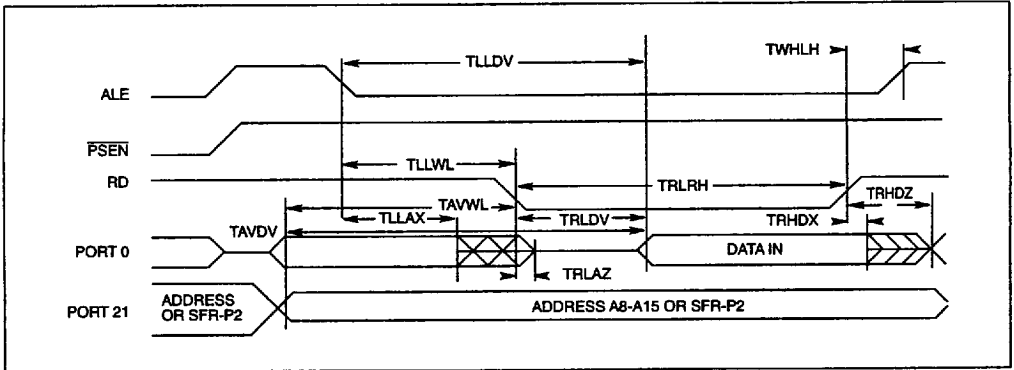 TLLDV
TWHLH
ALE
PSEN
TLLWL
RD
TRLRH
TRHDZ
TAVWL
TLLAX
TRLDV
TRHDX
TAVDV
PORT 0
DATA IN
TRLAZ
PORT 21
ADDRESS
OR SFR-P2
ADDRESS A8-A15 OR SFR-P2